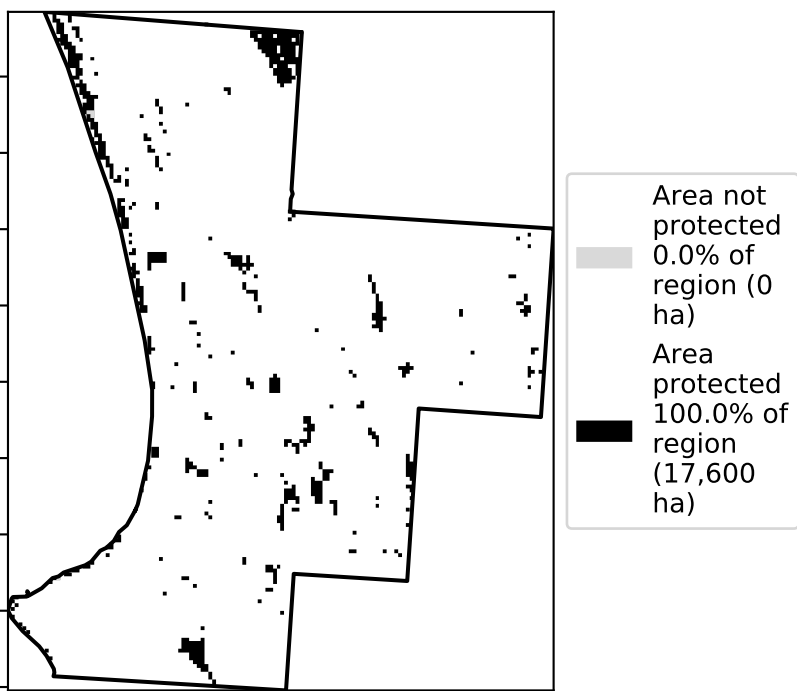 Area not
protected
0.0% of
region (0
ha)
Area
protected
100.0% of
region
(17,600
ha)